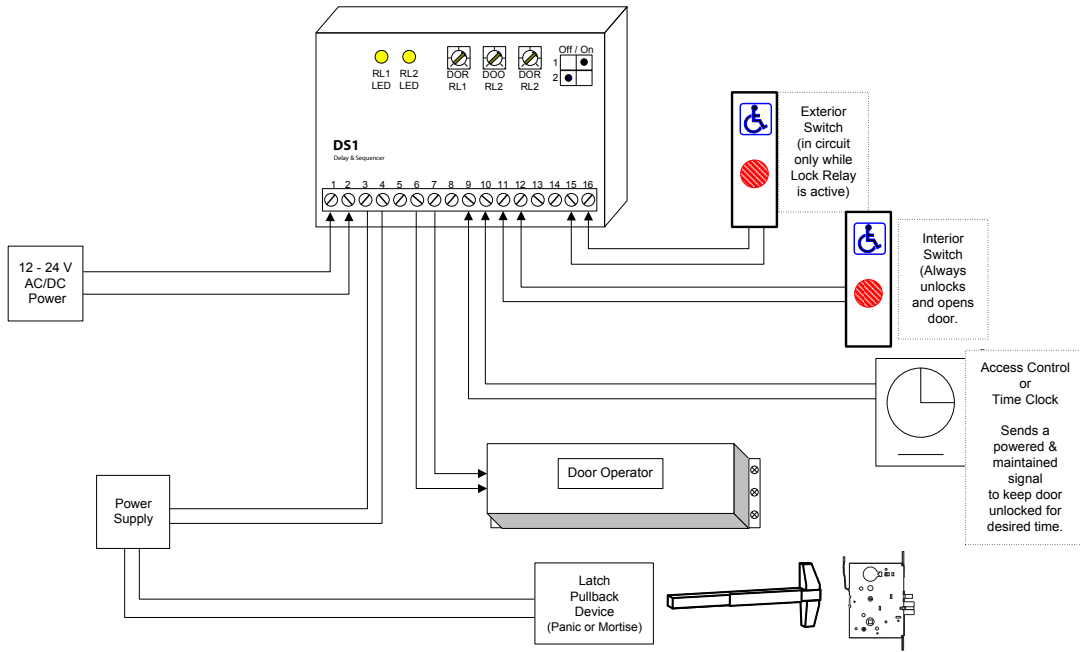 Off / On
1
2
RL1
LED
RL2
LED
DOR
RL1
DOO
RL2
DOR
RL2
DS1
Delay & Sequencer
1 2 3 4 5 6 7 8 9 10 11 12 13 14 15 16
Exterior
Switch
(in circuit
only while
Lock Relay
is active)
Interior
Switch
(Always
unlocks
and opens
door.
12 - 24 V
AC/DC
Power
Access Control
or
Time Clock
Sends a
powered &
maintained
signal
to keep door
unlocked for
desired time.
Door Operator
Power
Supply
Latch
Pullback
Device
(Panic or Mortise)